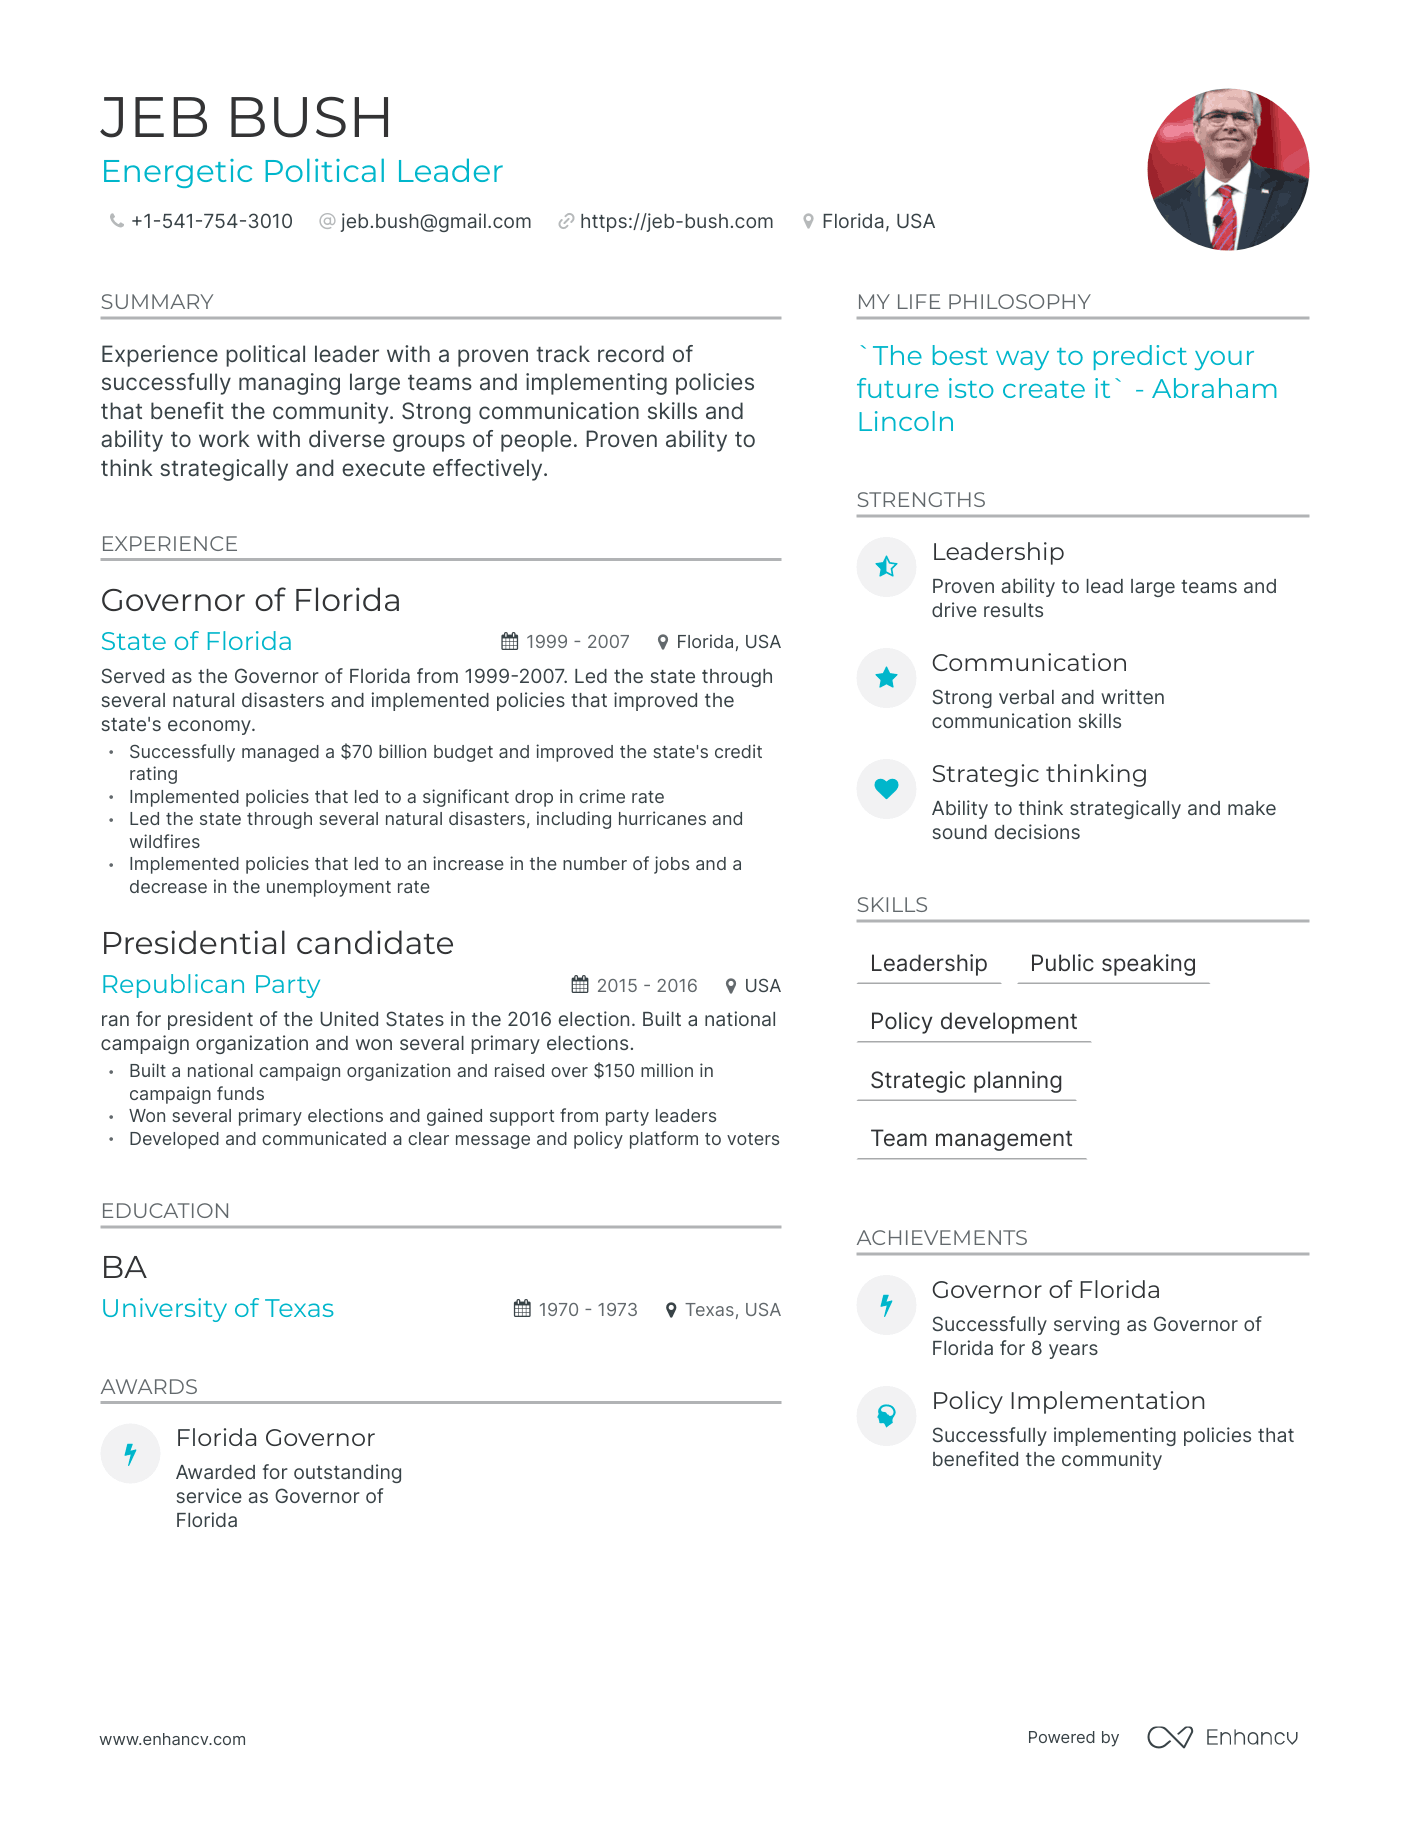 JEB BUSH
Energetic Political Leader
+1-541-754-3010 @ jeb.bush@gmail.com https://jeb-bush.com Florida, USA
SUMMARY
Experience political leader with a proven track record of
successfully managing large teams and implementing policies
that benefit the community. Strong communication skills and
ability to work with diverse groups of people. Proven ability to
think strategically and execute effectively.
EXPERIENCE
Governor of Florida
State of Florida 1999 - 2007 Florida, USA
Served as the Governor of Florida from 1999-2007. Led the state through
several natural disasters and implemented policies that improved the
state's economy.
• Successfully managed a $70 billion budget and improved the state's credit
rating
• Implemented policies that led to a significant drop in crime rate
• Led the state through several natural disasters, including hurricanes and
wildfires
• Implemented policies that led to an increase in the number of jobs and a
decrease in the unemployment rate
Presidential candidate
Republican Party 2015 - 2016 USA
ran for president of the United States in the 2016 election. Built a national
campaign organization and won several primary elections.
• Built a national campaign organization and raised over $150 million in
campaign funds
• Won several primary elections and gained support from party leaders
• Developed and communicated a clear message and policy platform to voters
EDUCATION
BA
University of Texas 1970 - 1973 Texas, USA
AWARDS
Florida Governor
Awarded for outstanding
service as Governor of
Florida
MY LIFE PHILOSOPHY
`The best way to predict your
future isto create it` - Abraham
Lincoln
STRENGTHS
Leadership
Proven ability to lead large teams and
drive results
Communication
Strong verbal and written
communication skills
Strategic thinking
Ability to think strategically and make
sound decisions
SKILLS
Leadership Public speaking
Policy development
Strategic planning
Team management
ACHIEVEMENTS
Governor of Florida
Successfully serving as Governor of
Florida for 8 years
Policy Implementation
Successfully implementing policies that
benefited the community
www.enhancv.com
Powered by Enhancv